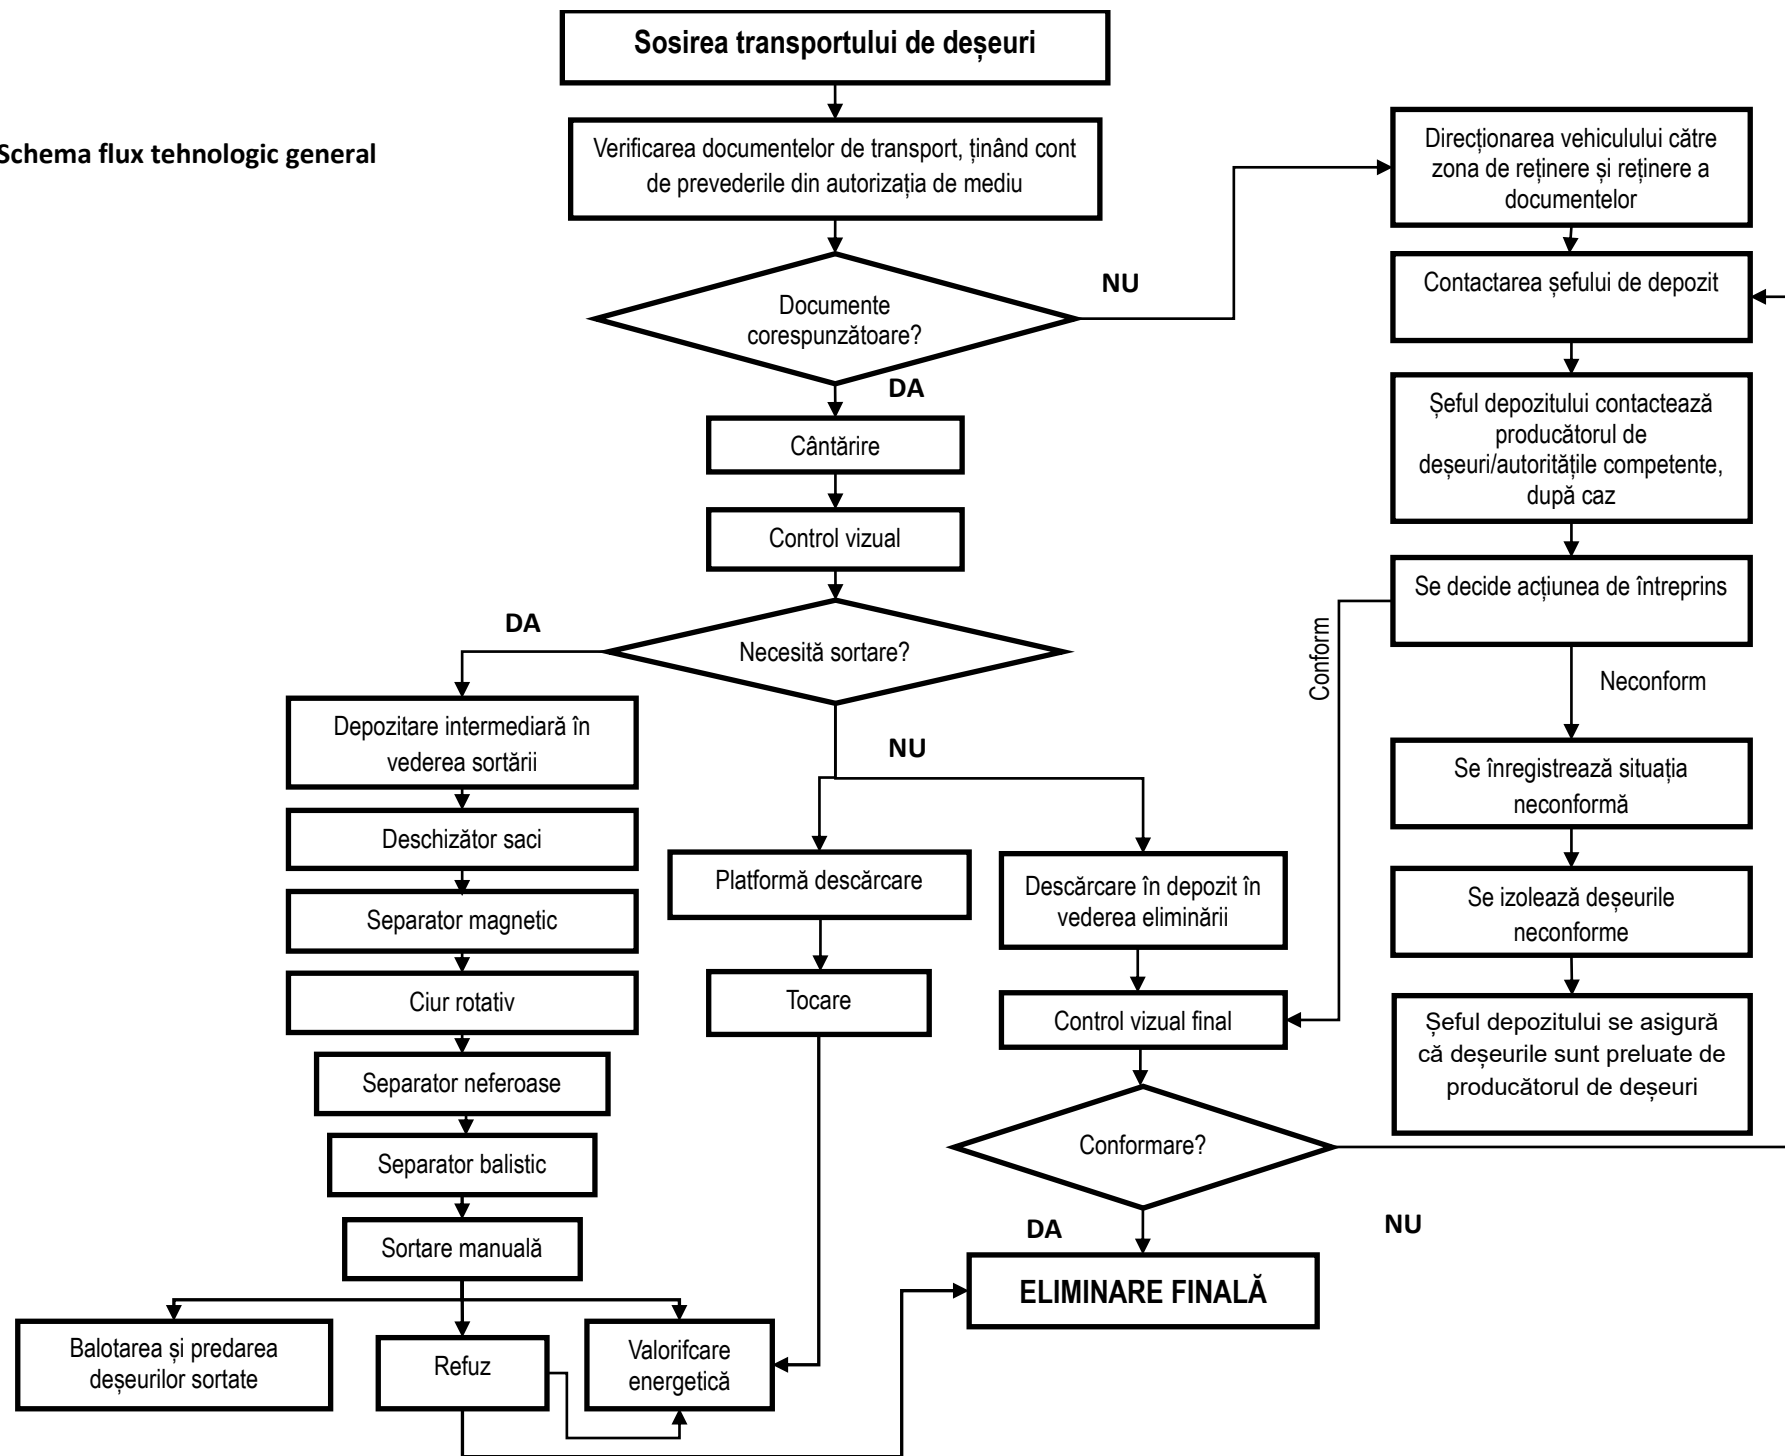 Sosirea transportului de deșeuri
Schema flux tehnologic general
Verificarea documentelor de transport, ținând cont
de prevederile din autorizația de mediu
Direcționarea vehiculului către
zona de reținere și reținere a
documentelor
NU
Documente
corespunzătoare?
Contactarea șefului de depozit
DA
Cântărire
Șeful depozitului contactează
producătorul de
deșeuri/autoritățile competente,
după caz
Control vizual
Se decide acțiunea de întreprins
DA
Necesită sortare?
Conform
Neconform
NU
Depozitare intermediară în
vederea sortării
Se înregistrează situația
neconformă
Deschizător saci
Platformă descărcare
Descărcare în depozit în
vederea eliminării
Se izolează deșeurile
neconforme
Separator magnetic
Ciur rotativ
Tocare
Control vizual final
Șeful depozitului se asigură
că deșeurile sunt preluate de
producătorul de deșeuri
Separator neferoase
Separator balistic
Conformare?
Sortare manuală
DA
NU
ELIMINARE FINALĂ
Balotarea și predarea
deșeurilor sortate
Refuz
Valorifcare
energetică